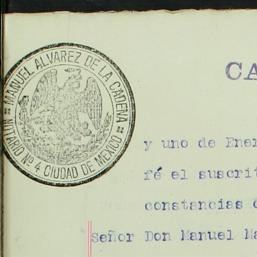 MANUEL ALVAREZ DE LA CADENA
NOTARIO Nº 4 CIUDAD DE MEXICO
CA
y uno de Ener
fé el suscrit
constancias
señor Don Manuel Ma